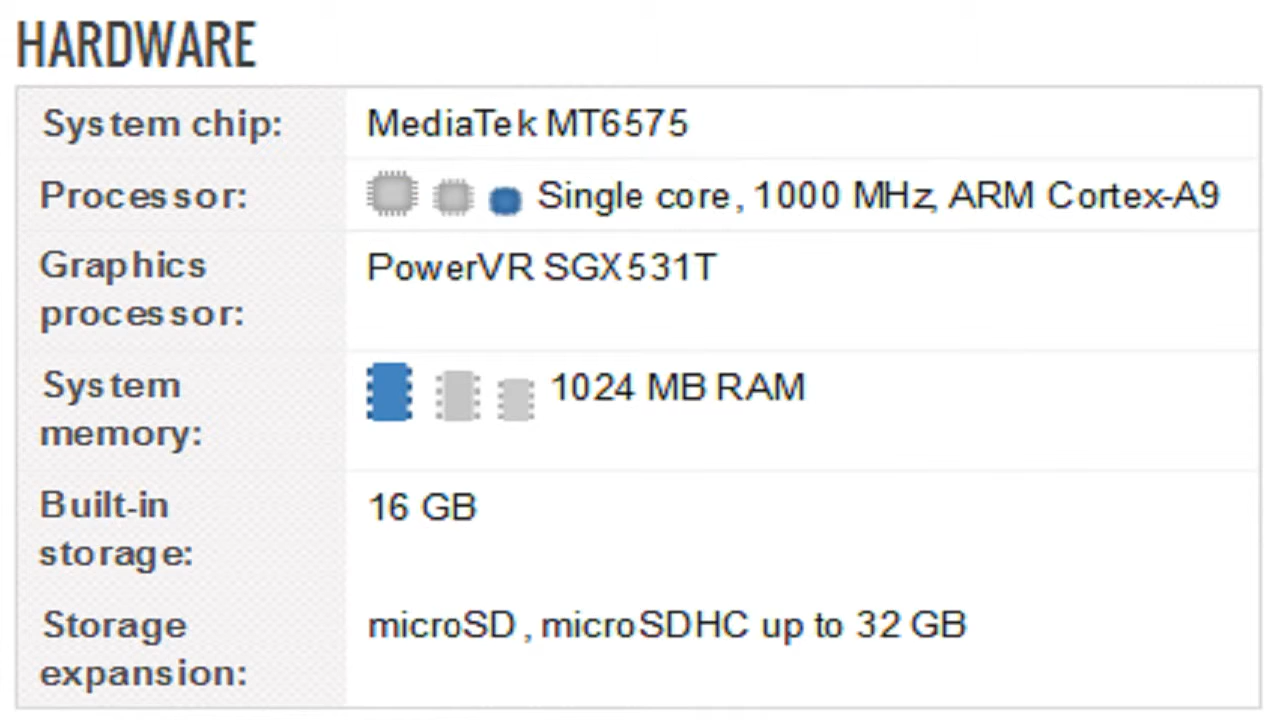 HARDWARE
System chip: MediaTek MT6575
Processor: Single core, 1000 MHz, ARM Cortex-A9
Graphics processor: PowerVR SGX531T
System memory: 1024 MB RAM
Built-in storage: 16 GB
Storage expansion: microSD, microSDHC up to 32 GB